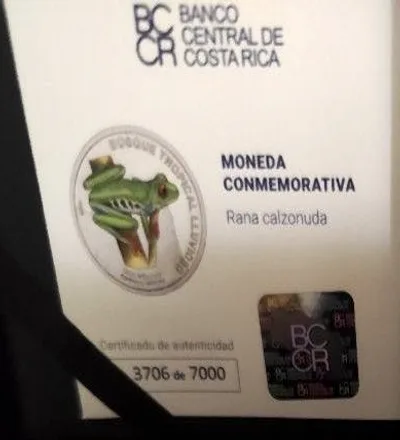 BC
CR
BANCO
CENTRAL DE
COSTA RICA
BOSQUE TROPICAL LLUVIOSO
MONEDA
CONMEMORATIVA
Rana calzonuda
Certificado de autenticidad
3706 de 7000
BC
CR